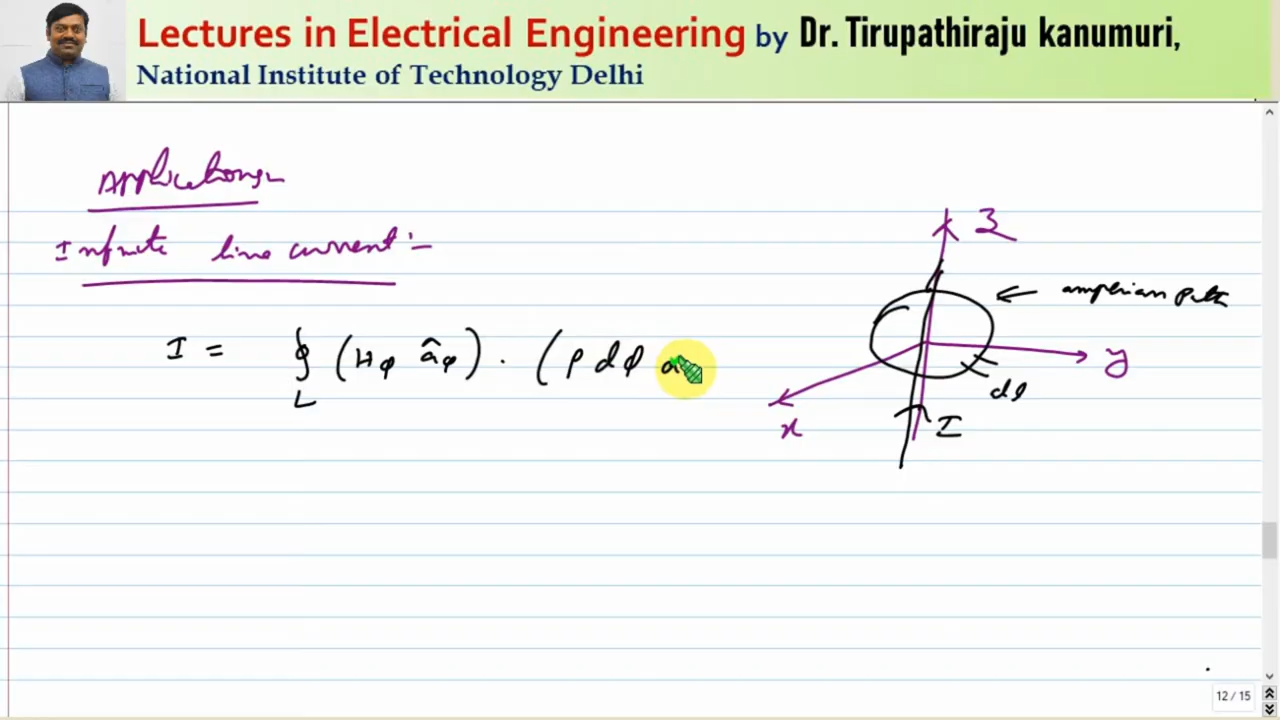 Lectures in Electrical Engineering by Dr. Tirupathiraju kanumuri,
National Institute of Technology Delhi
Applications
Infinite line current :-
I = ∮ (Hφ âφ) . (ρ dφ a
L
Z
amperian path
y
dl
x
I
12 / 15